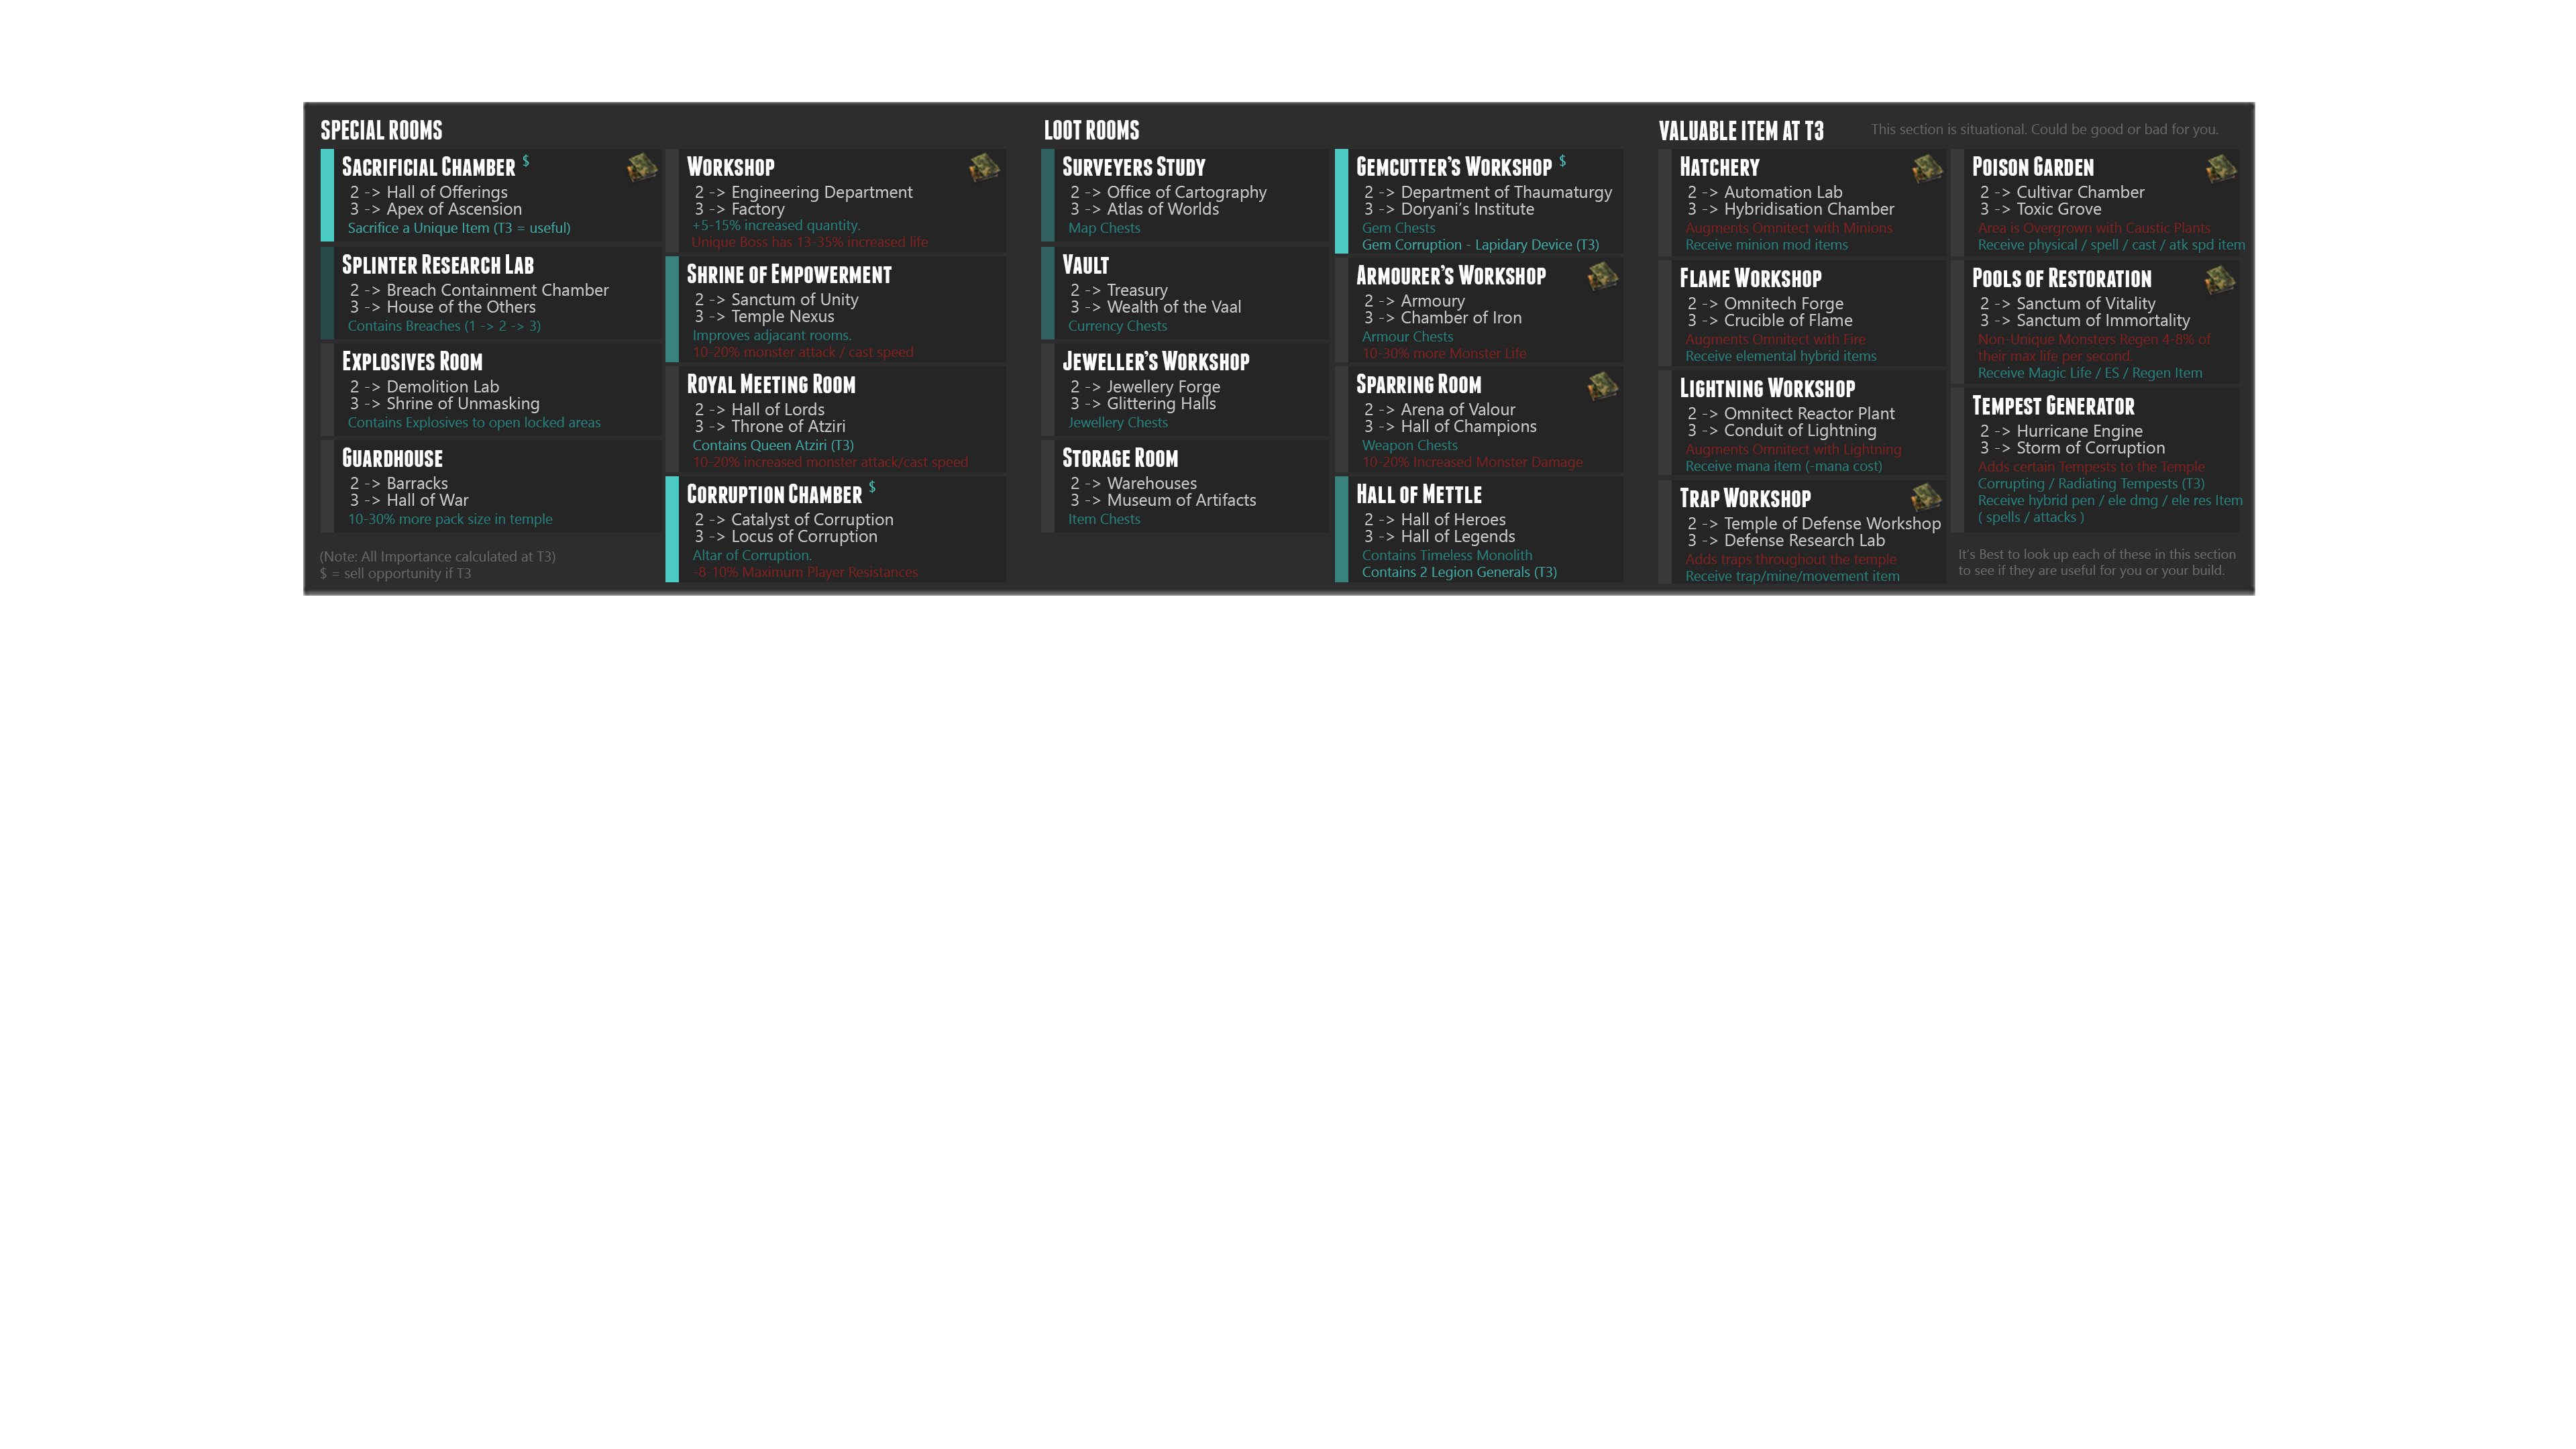 SPECIAL ROOMS
SACRIFICIAL CHAMBER $
2 -> Hall of Offerings
3 -> Apex of Ascension
Sacrifice a Unique Item (T3 = useful)
SPLINTER RESEARCH LAB
2 -> Breach Containment Chamber
3 -> House of the Others
Contains Breaches (1 -> 2 -> 3)
EXPLOSIVES ROOM
2 -> Demolition Lab
3 -> Shrine of Unmasking
Contains Explosives to open locked areas
GUARDHOUSE
2 -> Barracks
3 -> Hall of War
10-30% more pack size in temple
(Note: All Importance calculated at T3)
$ = sell opportunity if T3
WORKSHOP
2 -> Engineering Department
3 -> Factory
+5-15% increased quantity.
Unique Boss has 13-35% increased life
SHRINE OF EMPOWERMENT
2 -> Sanctum of Unity
3 -> Temple Nexus
Improves adjacant rooms.
10-20% monster attack / cast speed
ROYAL MEETING ROOM
2 -> Hall of Lords
3 -> Throne of Atziri
Contains Queen Atziri (T3)
10-20% increased monster attack/cast speed
CORRUPTION CHAMBER $
2 -> Catalyst of Corruption
3 -> Locus of Corruption
Altar of Corruption.
-8-10% Maximum Player Resistances
LOOT ROOMS
SURVEYERS STUDY
2 -> Office of Cartography
3 -> Atlas of Worlds
Map Chests
VAULT
2 -> Treasury
3 -> Wealth of the Vaal
Currency Chests
JEWELLER'S WORKSHOP
2 -> Jewellery Forge
3 -> Glittering Halls
Jewellery Chests
STORAGE ROOM
2 -> Warehouses
3 -> Museum of Artifacts
Item Chests
GEMCUTTER'S WORKSHOP $
2 -> Department of Thaumaturgy
3 -> Doryani's Institute
Gem Chests
Gem Corruption - Lapidary Device (T3)
ARMOURER'S WORKSHOP
2 -> Armoury
3 -> Chamber of Iron
Armour Chests
10-30% more Monster Life
SPARRING ROOM
2 -> Arena of Valour
3 -> Hall of Champions
Weapon Chests
10-20% Increased Monster Damage
HALL OF METTLE
2 -> Hall of Heroes
3 -> Hall of Legends
Contains Timeless Monolith
Contains 2 Legion Generals (T3)
VALUABLE ITEM AT T3
This section is situational. Could be good or bad for you.
HATCHERY
2 -> Automation Lab
3 -> Hybridisation Chamber
Augments Omnitect with Minions
Receive minion mod items
FLAME WORKSHOP
2 -> Omnitech Forge
3 -> Crucible of Flame
Augments Omnitect with Fire
Receive elemental hybrid items
LIGHTNING WORKSHOP
2 -> Omnitect Reactor Plant
3 -> Conduit of Lightning
Augments Omnitect with Lightning
Receive mana item (-mana cost)
TRAP WORKSHOP
2 -> Temple of Defense Workshop
3 -> Defense Research Lab
Adds traps throughout the temple
Receive trap/mine/movement item
POISON GARDEN
2 -> Cultivar Chamber
3 -> Toxic Grove
Area is Overgrown with Caustic Plants
Receive physical / spell / cast / atk spd item
POOLS OF RESTORATION
2 -> Sanctum of Vitality
3 -> Sanctum of Immortality
Non-Unique Monsters Regen 4-8% of
their max life per second.
Receive Magic Life / ES / Regen Item
TEMPEST GENERATOR
2 -> Hurricane Engine
3 -> Storm of Corruption
Adds certain Tempests to the Temple
Corrupting / Radiating Tempests (T3)
Receive hybrid pen / ele dmg / ele res Item
( spells / attacks )
It's Best to look up each of these in this section
to see if they are useful for you or your build.